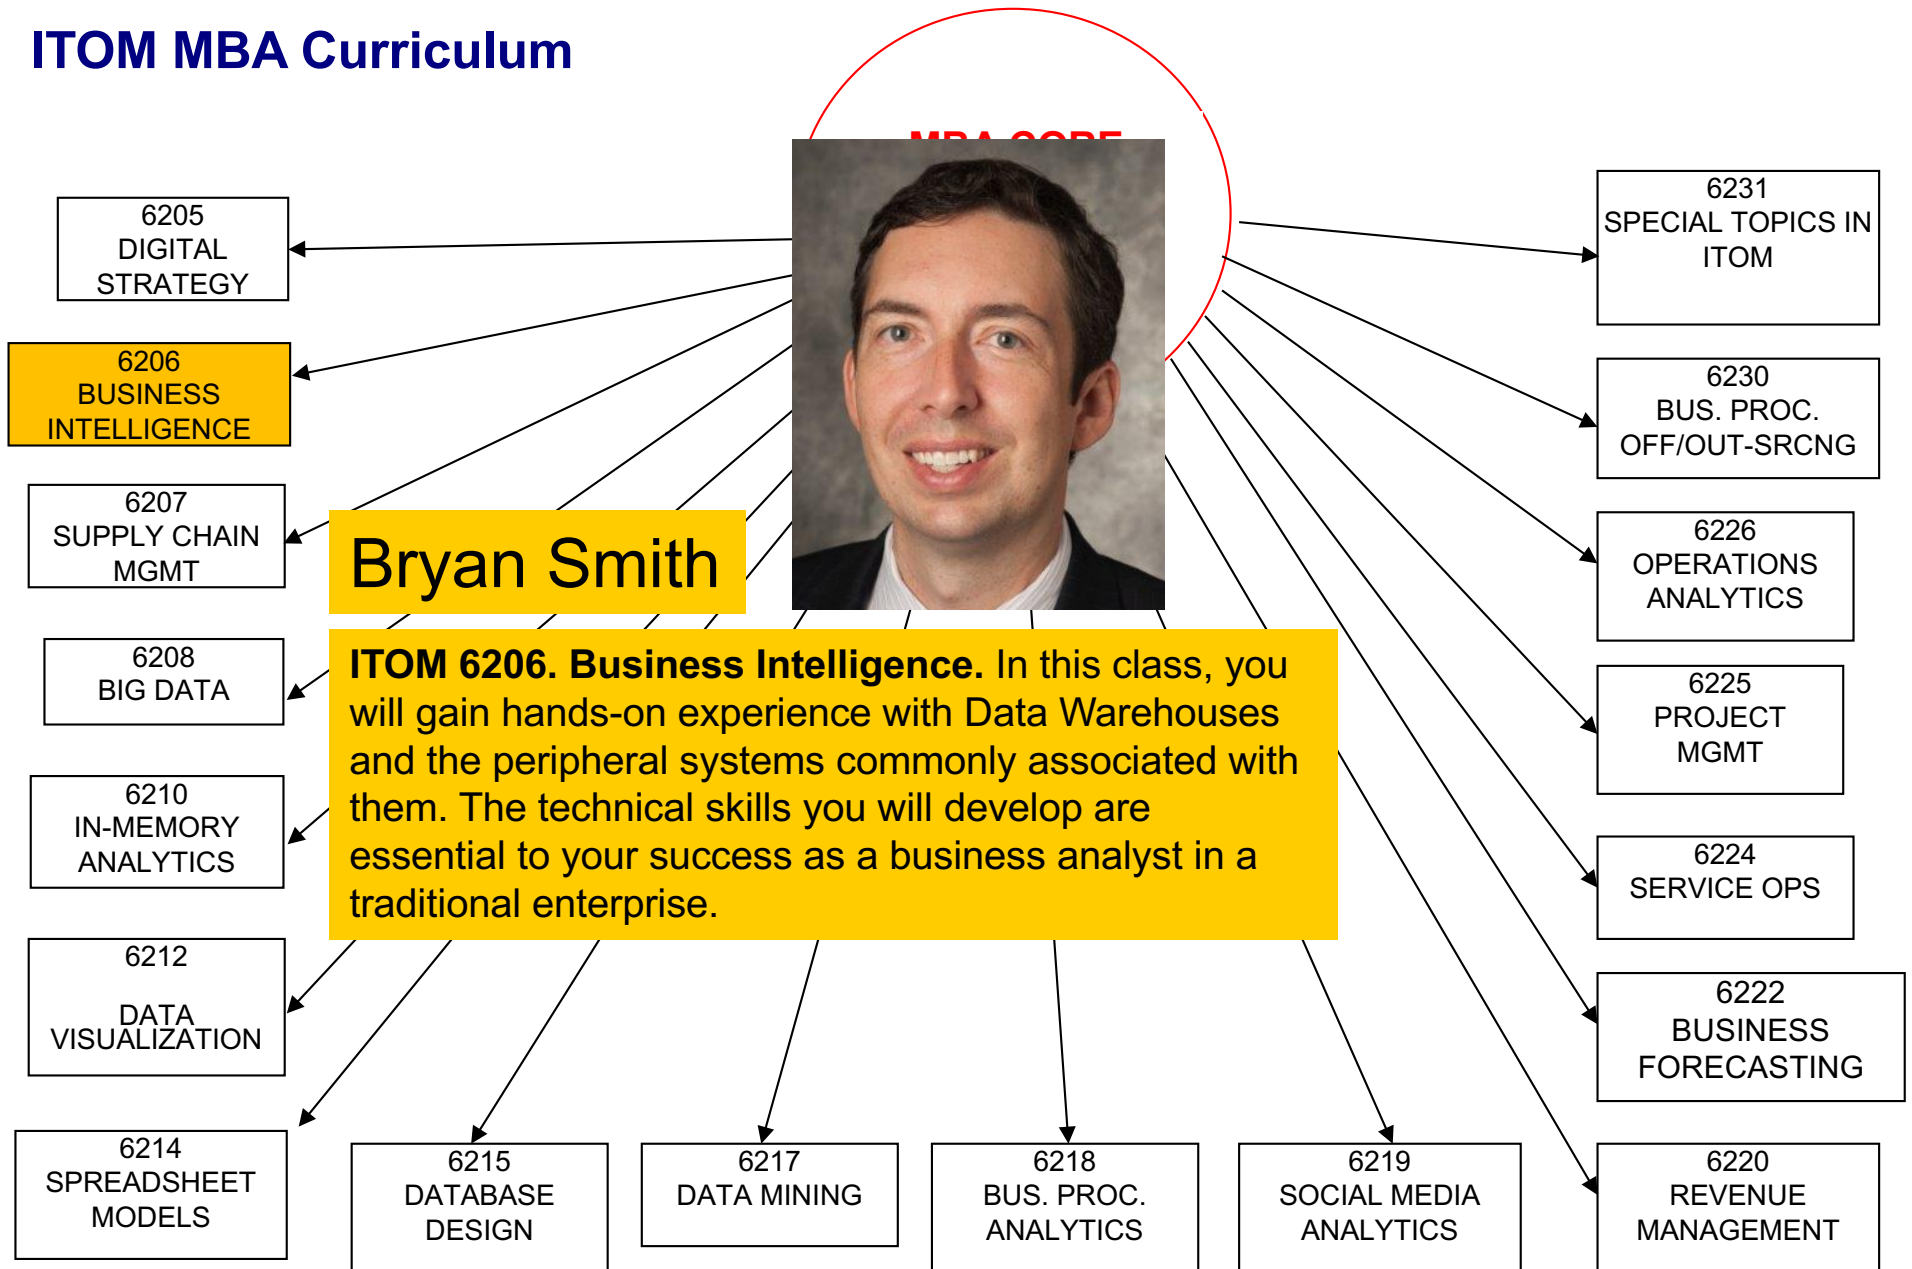 ITOM MBA Curriculum
MBA CORE
6205
DIGITAL
STRATEGY
6206
BUSINESS
INTELLIGENCE
6207
SUPPLY CHAIN
MGMT
6208
BIG DATA
6210
IN-MEMORY
ANALYTICS
6212
DATA
VISUALIZATION
6214
SPREADSHEET
MODELS
Bryan Smith
ITOM 6206. Business Intelligence. In this class, you
will gain hands-on experience with Data Warehouses
and the peripheral systems commonly associated with
them. The technical skills you will develop are
essential to your success as a business analyst in a
traditional enterprise.
6215
DATABASE
DESIGN
6217
DATA MINING
6218
BUS. PROC.
ANALYTICS
6219
SOCIAL MEDIA
ANALYTICS
6231
SPECIAL TOPICS IN
ITOM
6230
BUS. PROC.
OFF/OUT-SRCNG
6226
OPERATIONS
ANALYTICS
6225
PROJECT
MGMT
6224
SERVICE OPS
6222
BUSINESS
FORECASTING
6220
REVENUE
MANAGEMENT